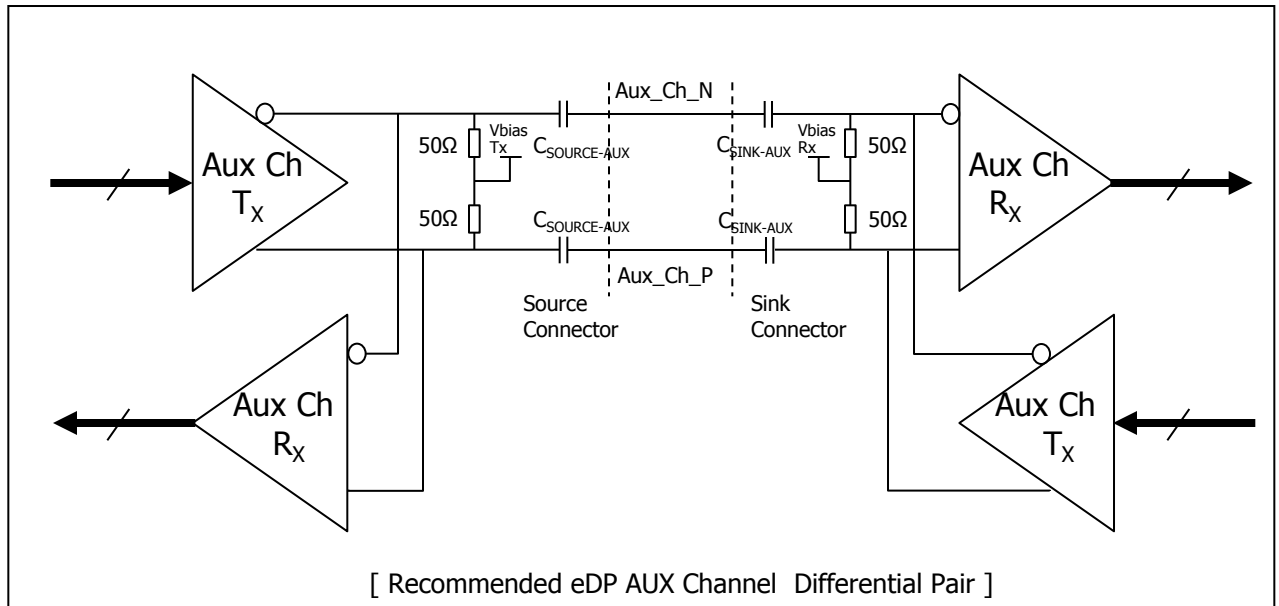 Aux_Ch_N
Aux Ch
TX
50Ω
Vbias
Tx
CSOURCE-AUX
CSINK-AUX
Vbias
Rx
50Ω
Aux Ch
RX
50Ω
CSOURCE-AUX
CSINK-AUX
50Ω
Aux_Ch_P
Source
Connector
Sink
Connector
Aux Ch
RX
Aux Ch
TX
[ Recommended eDP AUX Channel Differential Pair ]